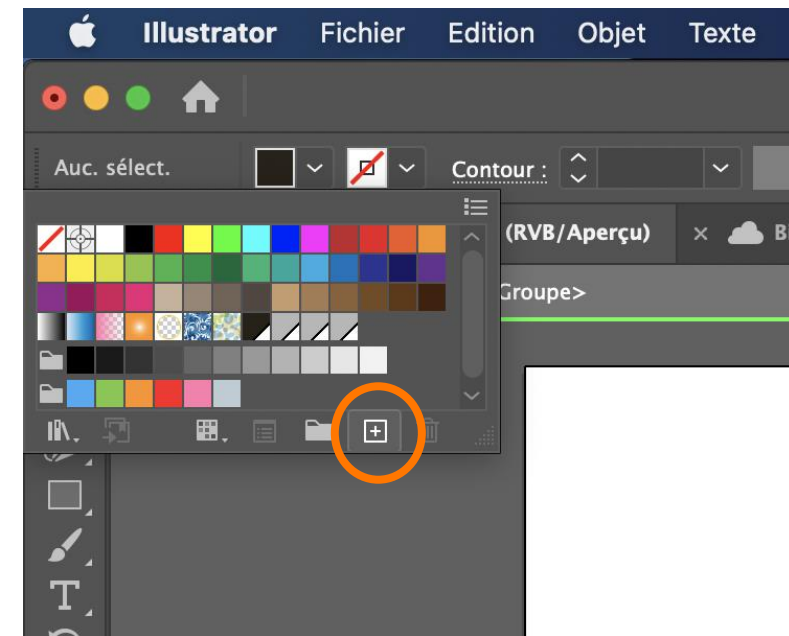 Illustrator Fichier Edition Objet Texte
Auc. sélect. Contour :
(RVB/Aperçu) × B
Groupe>
T